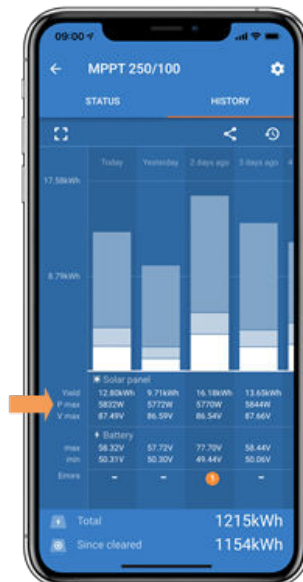 09:00
MPPT 250/100
STATUS HISTORY
Today Yesterday 2 days ago 3 days ago 4
17.58kWh
8.79kWh
Solar panel
Yield 12.80kWh 9.71kWh 16.18kWh 13.65kWh
P max 5832W 5772W 5770W 5844W
V max 87.49V 86.59V 86.54V 87.66V
Battery
max 58.32V 57.72V 77.70V 58.44V
min 50.31V 50.30V 49.44V 50.06V
Errors - - 1 -
Total 1215kWh
Since cleared 1154kWh